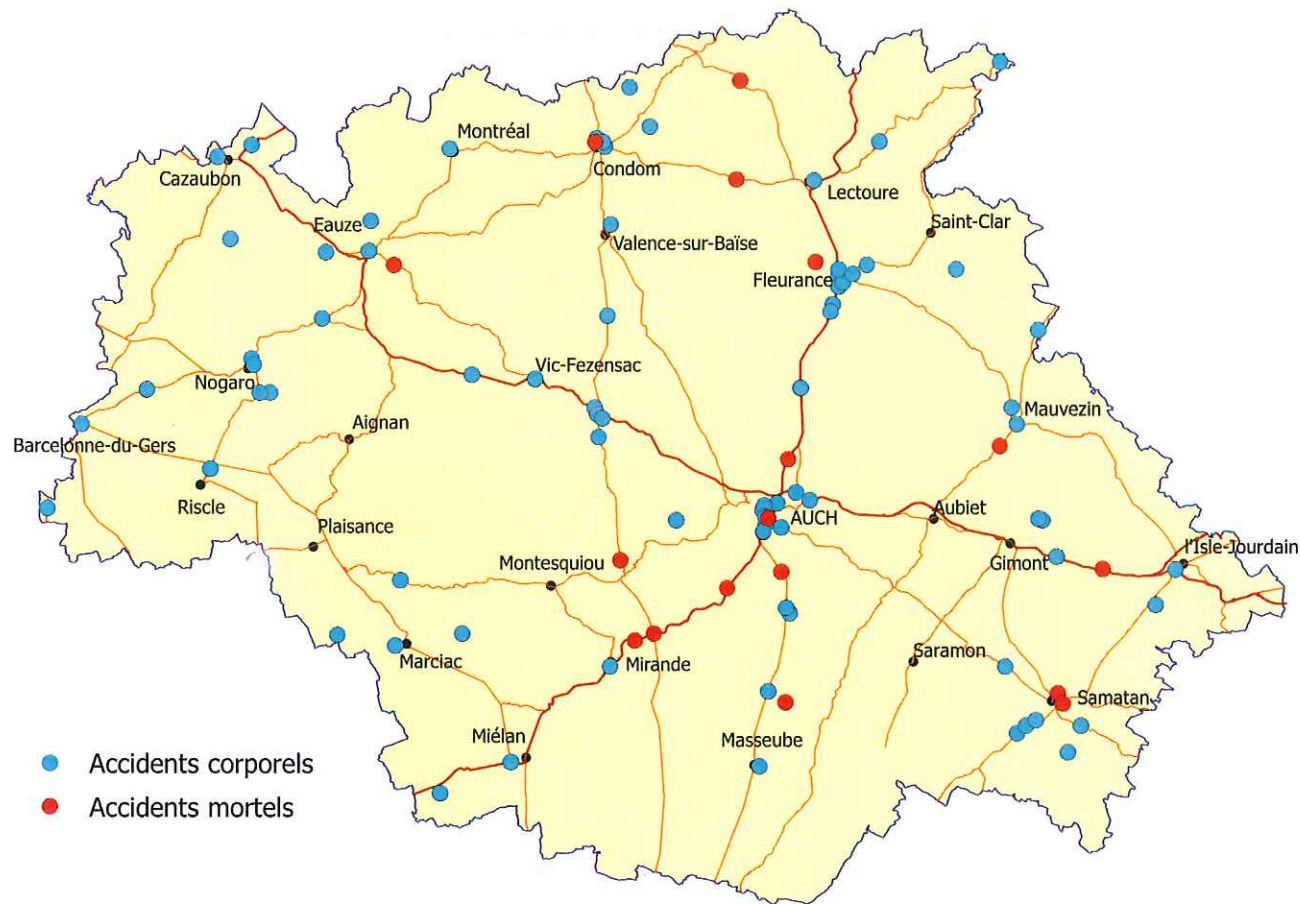 Montréal
Condom
Cazaubon
Lectoure
Eauze
Saint-Clar
Valence-sur-Baïse
Fleurance
Vic-Fezensac
Nogaro
Mauvezin
Aignan
Barcelonne-du-Gers
Riscle
Aubiet
AUCH
Plaisance
l'Isle-Jourdain
Gimont
Montesquiou
Saramon
Marciac
Mirande
Samatan
Miélan
Masseube
Accidents corporels
Accidents mortels